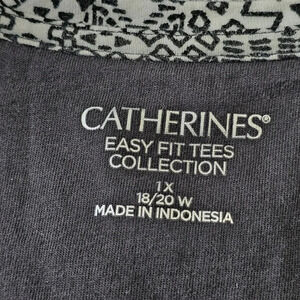 CATHERINES®
EASY FIT TEES
COLLECTION
1X
18/20 W
MADE IN INDONESIA